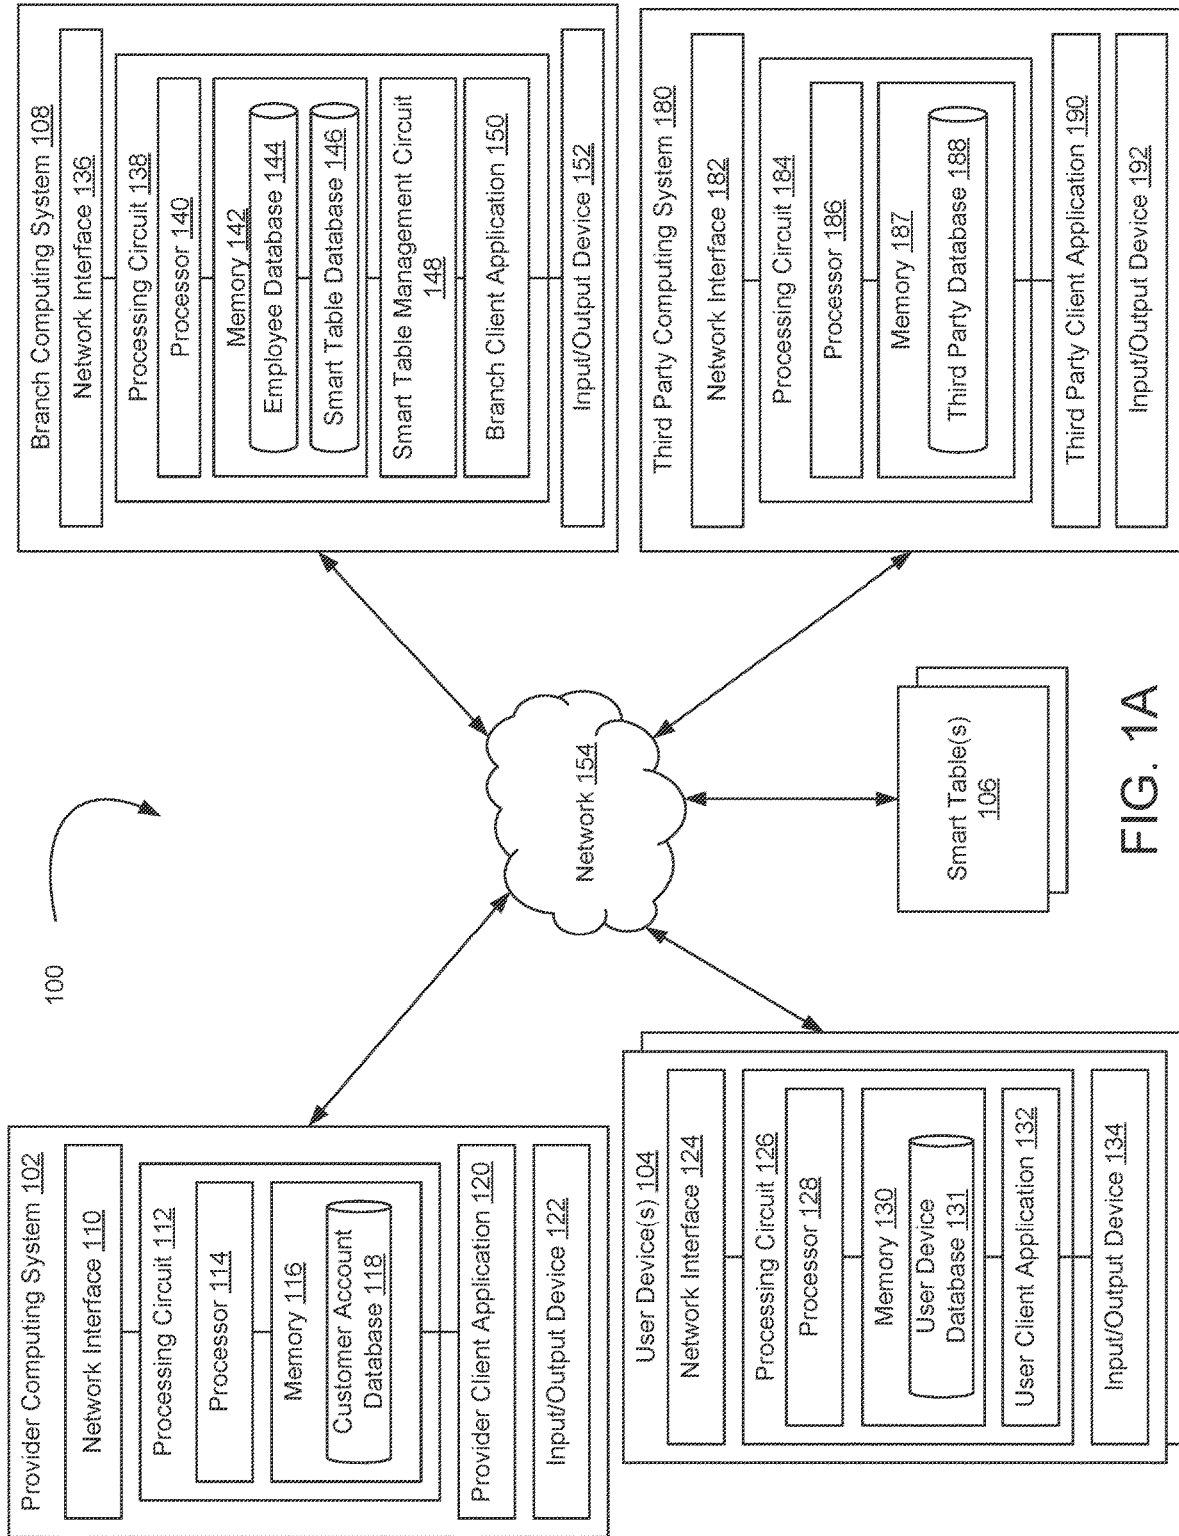 100
Provider Computing System 102
Network Interface 110
Processing Circuit 112
Processor 114
Memory 116
Customer Account
Database 118
Provider Client Application 120
Input/Output Device 122
Branch Computing System 108
Network Interface 136
Processing Circuit 138
Processor 140
Memory 142
Employee Database 144
Smart Table Database 146
Smart Table Management Circuit
148
Branch Client Application 150
Input/Output Device 152
Network 154
User Device(s) 104
Network Interface 124
Processing Circuit 126
Processor 128
Memory 130
User Device
Database 131
User Client Application 132
Input/Output Device 134
Smart Table(s)
106
Third Party Computing System 180
Network Interface 182
Processing Circuit 184
Processor 186
Memory 187
Third Party Database 188
Third Party Client Application 190
Input/Output Device 192
FIG. 1A